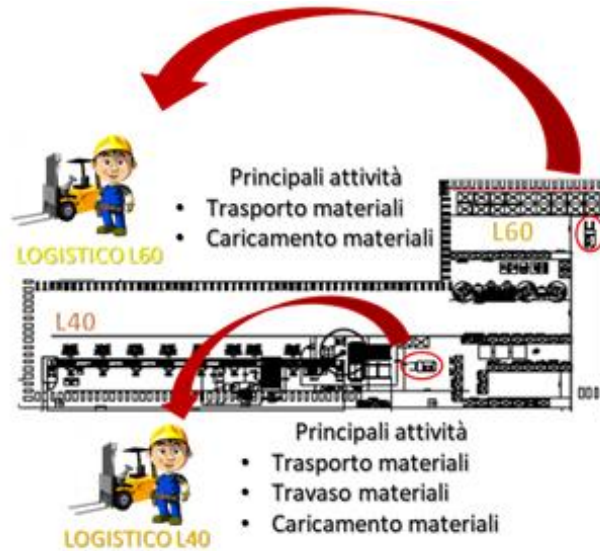 Principali attività
• Trasporto materiali
• Caricamento materiali
LOGISTICO L60
L60
L40
Principali attività
• Trasporto materiali
• Travaso materiali
• Caricamento materiali
LOGISTICO L40